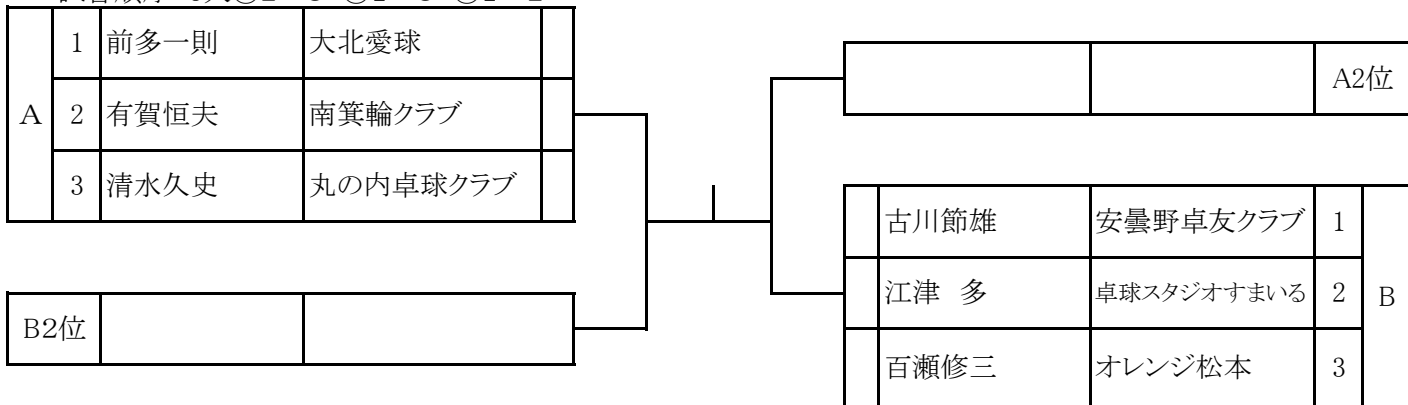 1 前多一則 大北愛球
A 2 有賀恒夫 南箕輪クラブ
3 清水久史 丸の内卓球クラブ
B2位
A2位
古川節雄 安曇野卓友クラブ 1
江津 多 卓球スタジオすまいる 2 B
百瀬修三 オレンジ松本 3